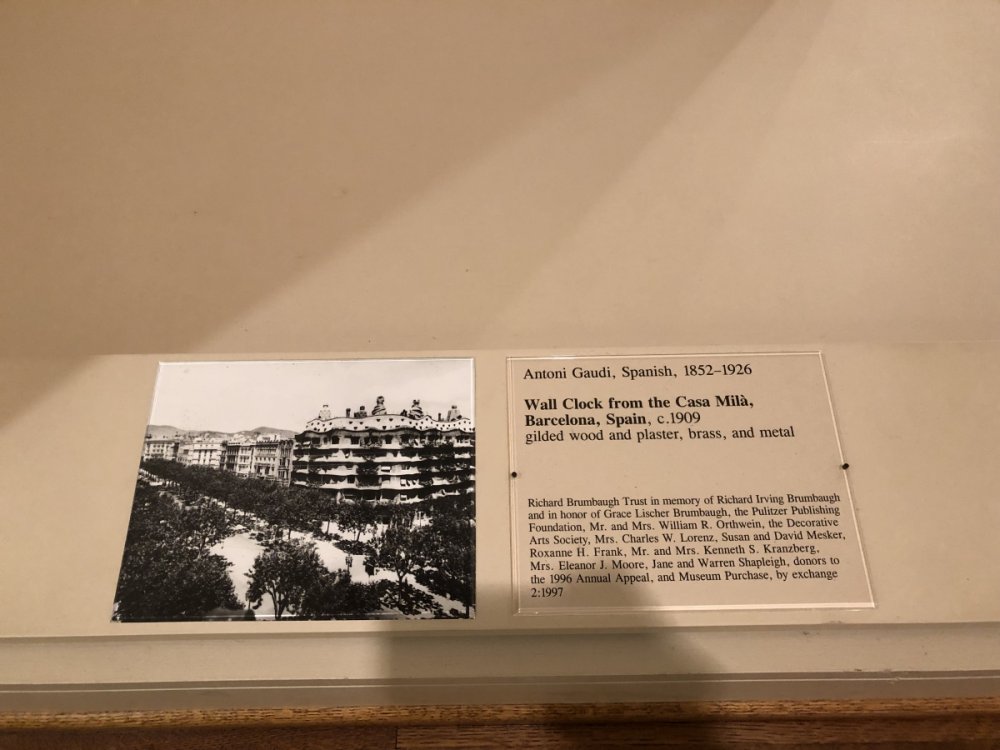 Antoni Gaudi, Spanish, 1852–1926
Wall Clock from the Casa Milà,
Barcelona, Spain, c.1909
gilded wood and plaster, brass, and metal
Richard Brumbaugh Trust in memory of Richard Irving Brumbaugh
and in honor of Grace Lischer Brumbaugh, the Pulitzer Publishing
Foundation, Mr. and Mrs. William R. Orthwein, the Decorative
Arts Society, Mrs. Charles W. Lorenz, Susan and David Mesker,
Roxanne H. Frank, Mr. and Mrs. Kenneth S. Kranzberg,
Mrs. Eleanor J. Moore, Jane and Warren Shapleigh, donors to
the 1996 Annual Appeal, and Museum Purchase, by exchange
2:1997